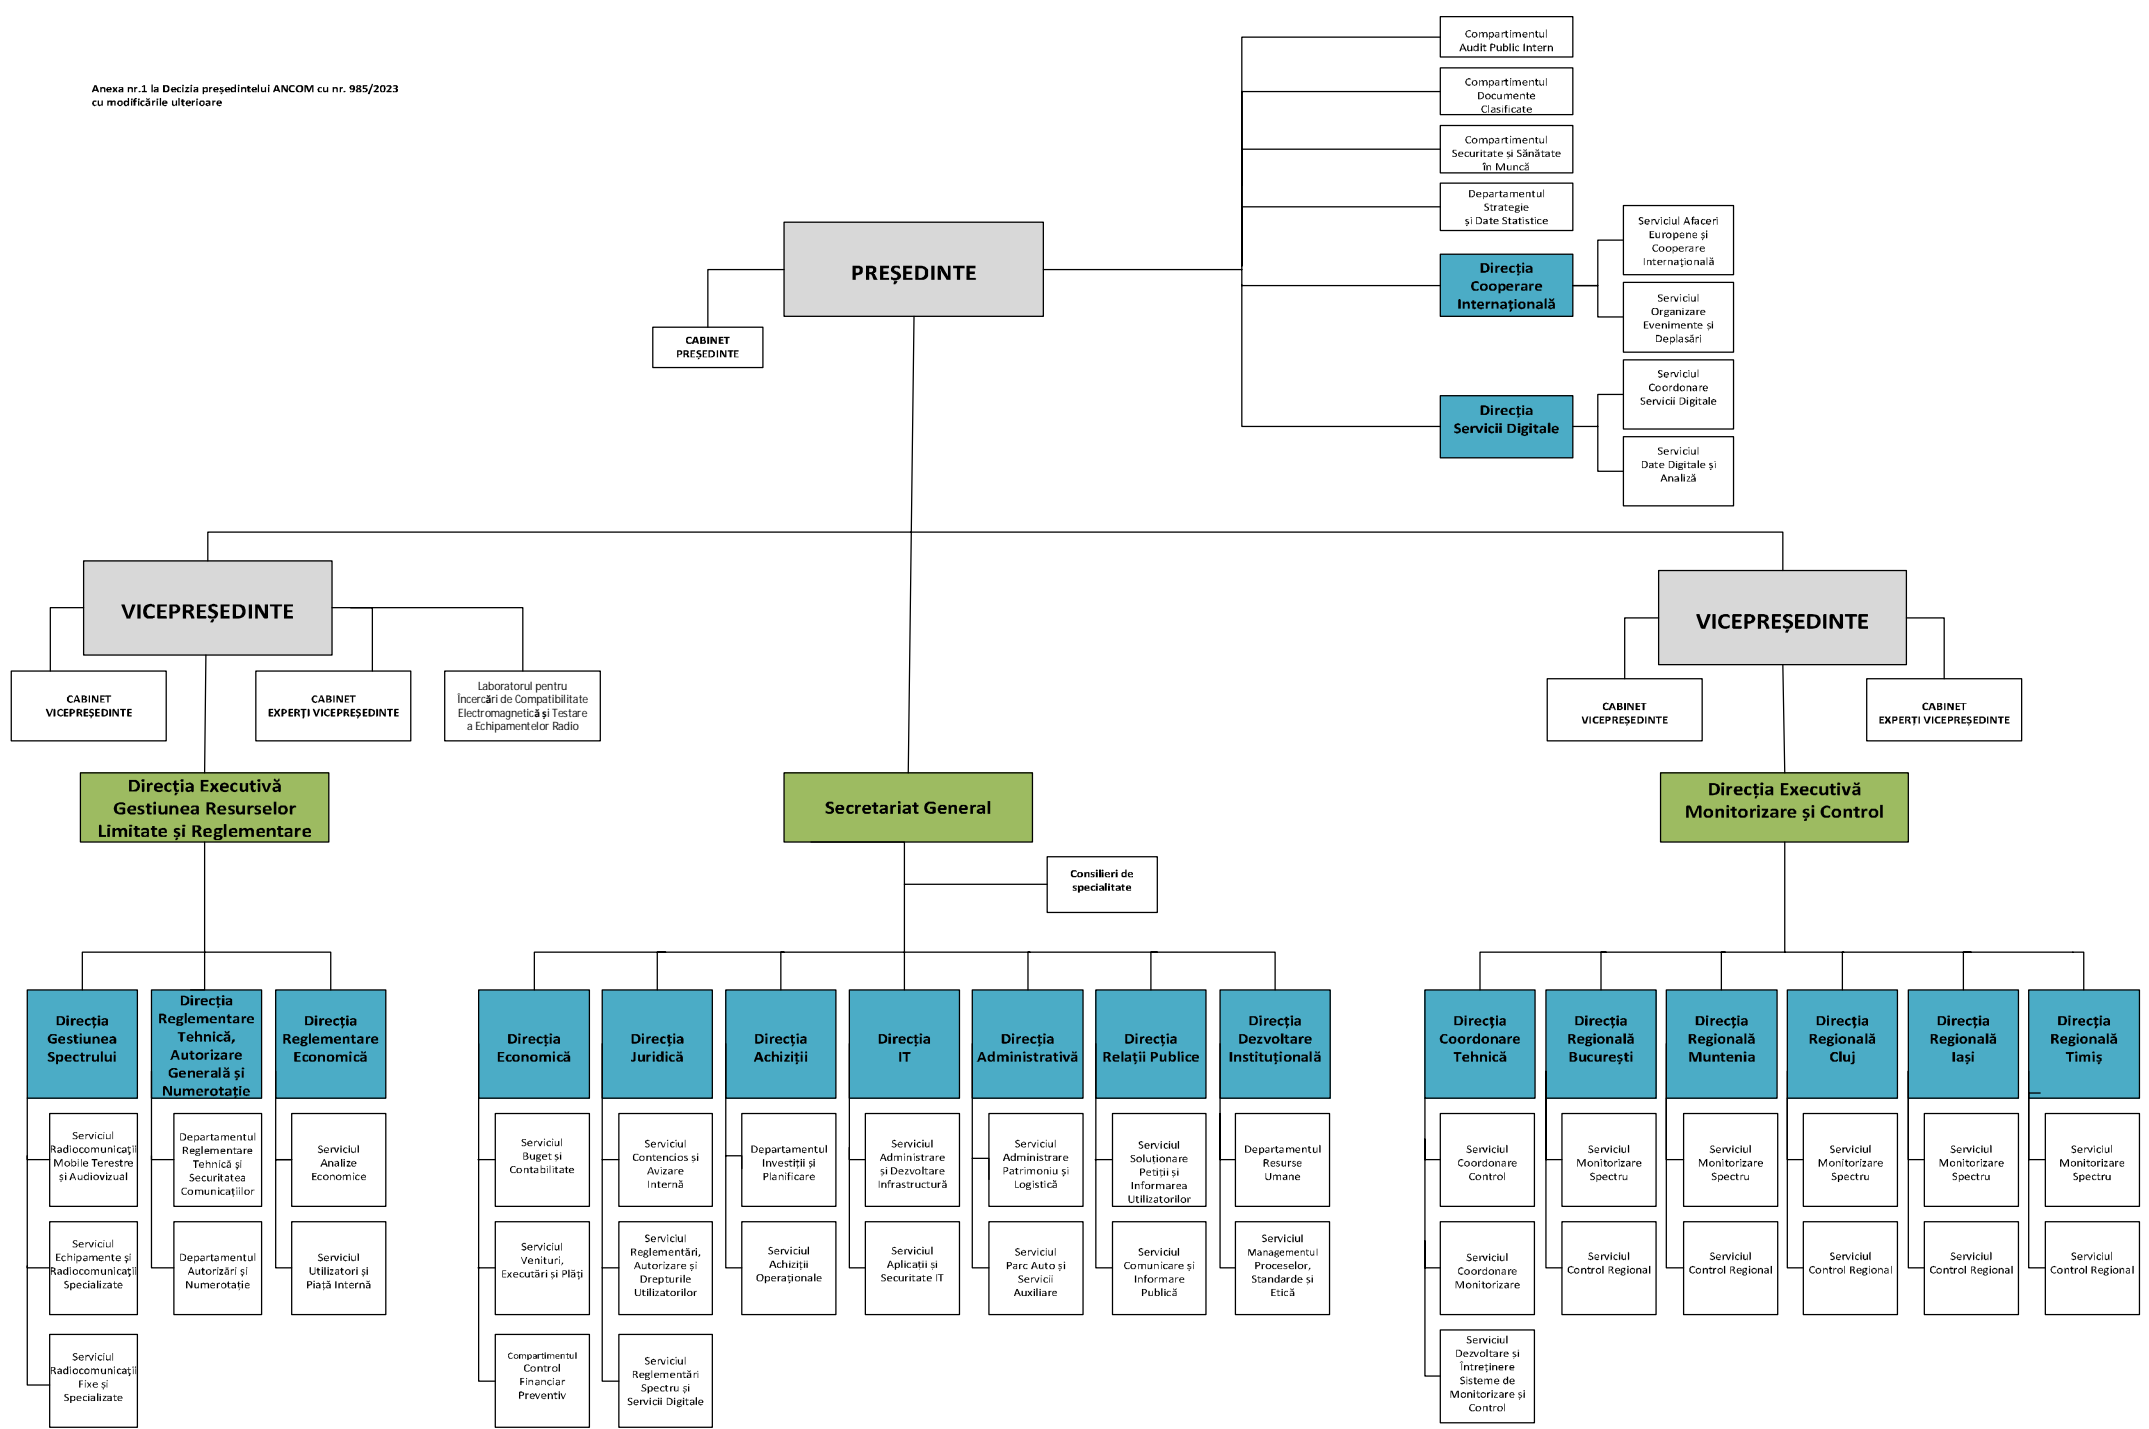 Anexa nr.1 la Decizia președintelui ANCOM cu nr. 985/2023
cu modificările ulterioare
Compartimentul
Audit Public Intern
Compartimentul
Documente
Clasificate
Compartimentul
Securitate și Sănătate
în Muncă
Departamentul
Strategie
și Date Statistice
Direcția
Cooperare
Internațională
Serviciul Afaceri
Europene și
Cooperare
Internațională
Serviciul
Organizare
Evenimente și
Deplasări
Direcția
Servicii Digitale
Serviciul
Coordonare
Servicii Digitale
Serviciul
Date Digitale și
Analiză
PREȘEDINTE
CABINET
PREȘEDINTE
VICEPREȘEDINTE
CABINET
VICEPREȘEDINTE
CABINET
EXPERȚI VICEPREȘEDINTE
Laboratorul pentru
Încercări de Compatibilitate
Electromagnetică și Testare
a Echipamentelor Radio
VICEPREȘEDINTE
CABINET
VICEPREȘEDINTE
CABINET
EXPERȚI VICEPREȘEDINTE
Direcția Executivă
Gestiunea Resurselor
Limitate și Reglementare
Secretariat General
Consilieri de
specialitate
Direcția Executivă
Monitorizare și Control
Direcția
Gestiunea
Spectrului
Serviciul
Radiocomunicații
Mobile Terestre
și Audiovizual
Serviciul
Echipamente și
Radiocomunicații
Specializate
Serviciul
Radiocomunicații
Fixe și
Specializate
Direcția
Reglementare
Tehnică,
Autorizare
Generală și
Numerotație
Departamentul
Reglementare
Tehnică și
Securitatea
Comunicațiilor
Departamentul
Autorizări și
Numerotație
Direcția
Reglementare
Economică
Serviciul
Analize
Economice
Serviciul
Utilizatori și
Piață Internă
Direcția
Economică
Serviciul
Buget și
Contabilitate
Serviciul
Venituri,
Executări și Plăți
Compartimentul
Control
Financiar
Preventiv
Direcția
Juridică
Serviciul
Contencios și
Avizare
Internă
Serviciul
Reglementări,
Autorizare și
Drepturile
Utilizatorilor
Serviciul
Reglementări
Spectru și
Servicii Digitale
Direcția
Achiziții
Departamentul
Investiții și
Planificare
Serviciul
Achiziții
Operaționale
Direcția
IT
Serviciul
Administrare
și Dezvoltare
Infrastructură
Serviciul
Aplicații și
Securitate IT
Direcția
Administrativă
Serviciul
Administrare
Patrimoniu și
Logistică
Serviciul
Parc Auto și
Servicii
Auxiliare
Direcția
Relații Publice
Serviciul
Soluționare
Petiții și
Informarea
Utilizatorilor
Serviciul
Comunicare și
Informare
Publică
Direcția
Dezvoltare
Instituțională
Departamentul
Resurse
Umane
Serviciul
Managementul
Proceselor,
Standarde și
Etică
Direcția
Coordonare
Tehnică
Serviciul
Coordonare
Control
Serviciul
Coordonare
Monitorizare
Serviciul
Dezvoltare și
Întreținere
Sisteme de
Monitorizare și
Control
Direcția
Regională
București
Serviciul
Monitorizare
Spectru
Serviciul
Control Regional
Direcția
Regională
Muntenia
Serviciul
Monitorizare
Spectru
Serviciul
Control Regional
Direcția
Regională
Cluj
Serviciul
Monitorizare
Spectru
Serviciul
Control Regional
Direcția
Regională
Iași
Serviciul
Monitorizare
Spectru
Serviciul
Control Regional
Direcția
Regională
Timiș
Serviciul
Monitorizare
Spectru
Serviciul
Control Regional